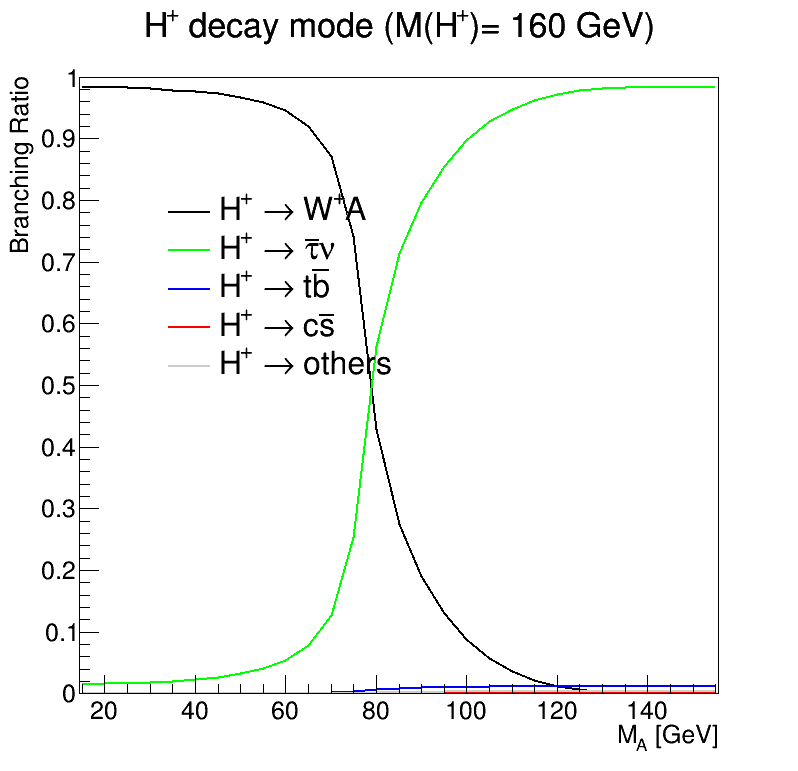 H⁺ decay mode (M(H⁺)= 160 GeV)
Branching Ratio
1
0.9
0.8
0.7
0.6
0.5
0.4
0.3
0.2
0.1
0
H⁺ → W⁺A
H⁺ → τ̄ν
H⁺ → tb̄
H⁺ → cs̄
H⁺ → others
20 40 60 80 100 120 140
M_A [GeV]